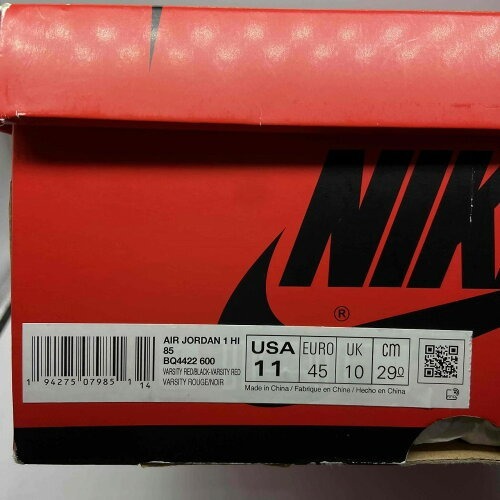 NIK
®
AIR JORDAN 1 HI
85
BQ4422 600
VARSITY RED/BLACK-VARSITY RED
VARSITY ROUGE/NOIR
USA
11
EURO
45
UK
10
CM
29.0
Made in China / Fabriqué en Chine / Hecho en China
1 94275 07985 1 14